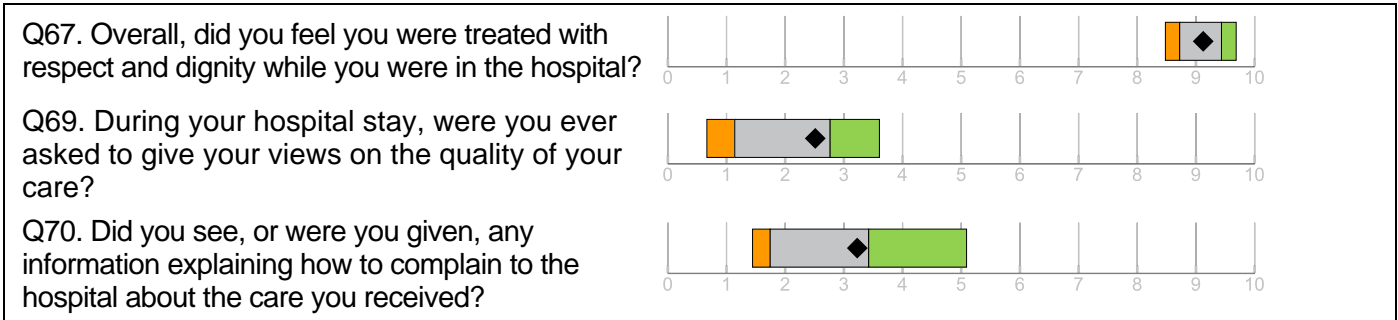 Q67. Overall, did you feel you were treated with
respect and dignity while you were in the hospital?
0 1 2 3 4 5 6 7 8 9 10
Q69. During your hospital stay, were you ever
asked to give your views on the quality of your
care?
0 1 2 3 4 5 6 7 8 9 10
Q70. Did you see, or were you given, any
information explaining how to complain to the
hospital about the care you received?
0 1 2 3 4 5 6 7 8 9 10